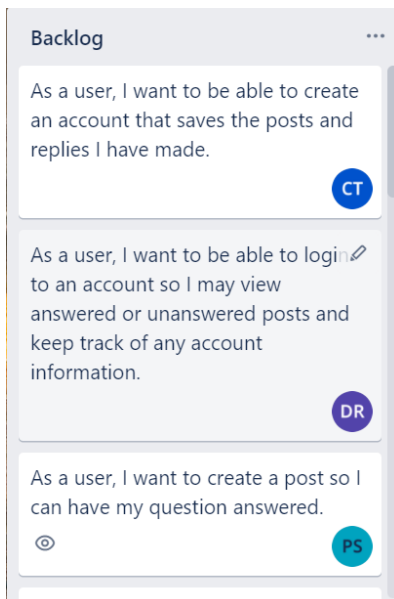 Backlog
As a user, I want to be able to create
an account that saves the posts and
replies I have made.
CT
As a user, I want to be able to login
to an account so I may view
answered or unanswered posts and
keep track of any account
information.
DR
As a user, I want to create a post so I
can have my question answered.
PS